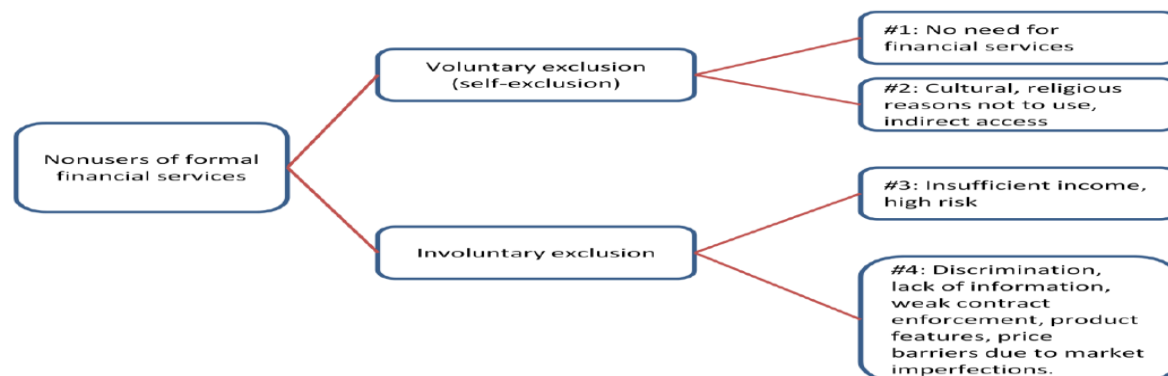 Nonusers of formal
financial services
Voluntary exclusion
(self-exclusion)
Involuntary exclusion
#1: No need for
financial services
#2: Cultural, religious
reasons not to use,
indirect access
#3: Insufficient income,
high risk
#4: Discrimination,
lack of information,
weak contract
enforcement, product
features, price
barriers due to market
imperfections.